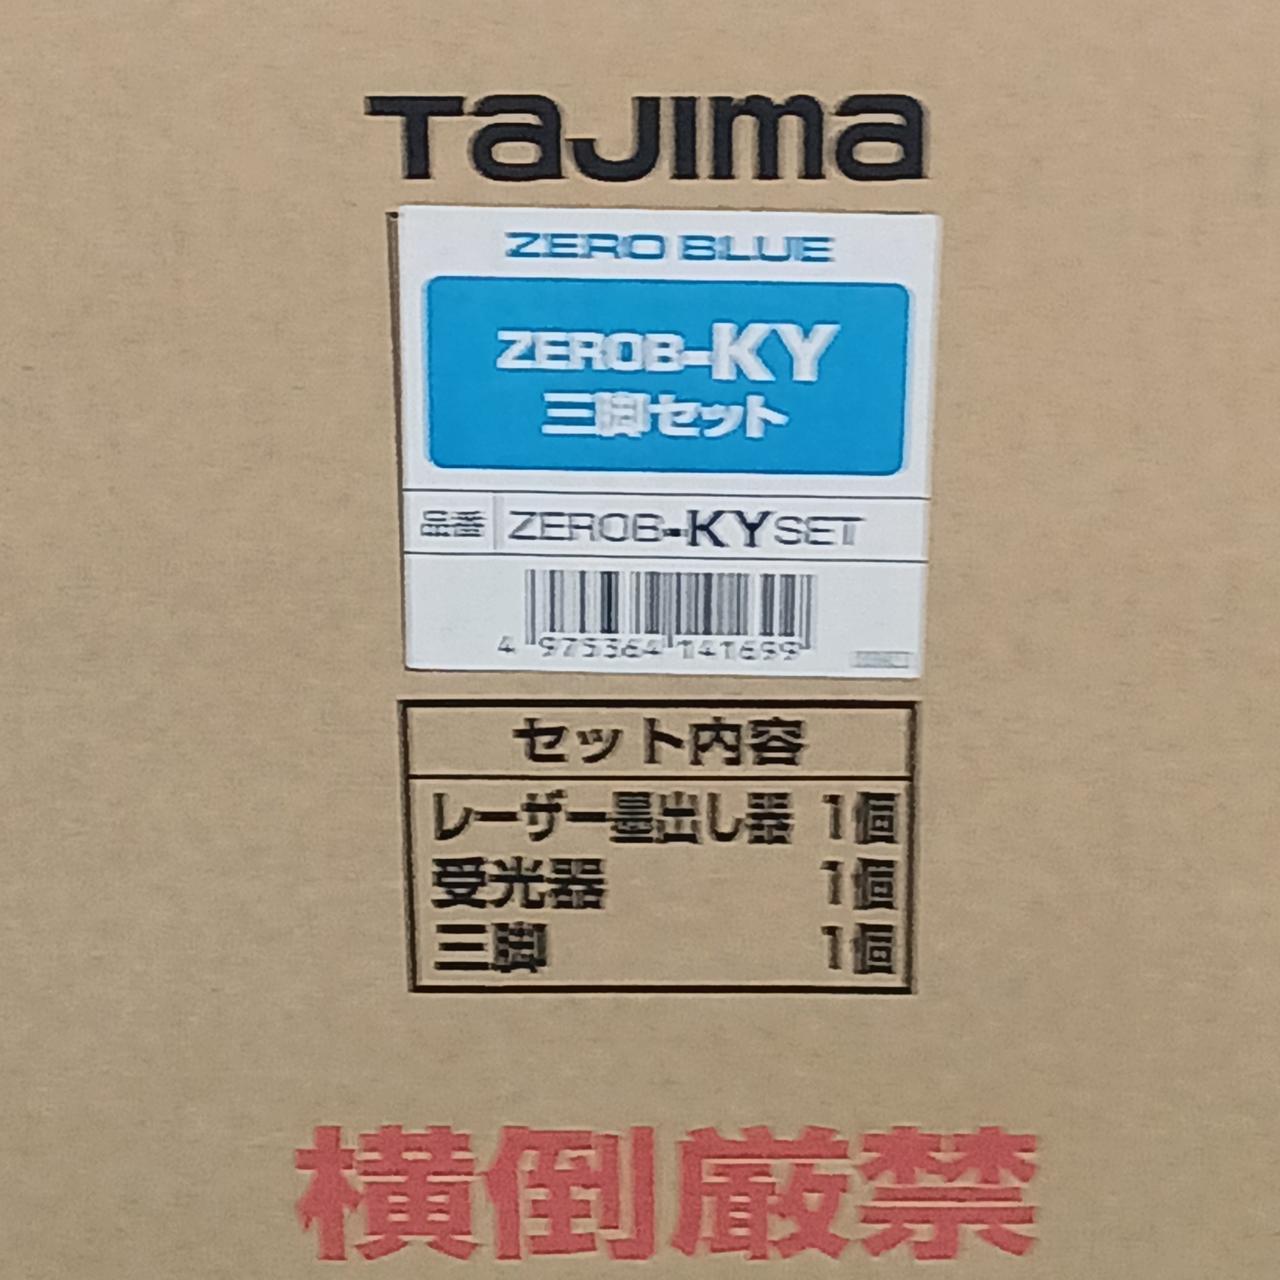 Tajima
ZERO BLUE
ZEROB-KY
三脚セット
品番 ZEROB-KYSET
4 975364 141699
セット内容
レーザー墨出し器 1個
受光器 1個
三脚 1個
横倒厳禁